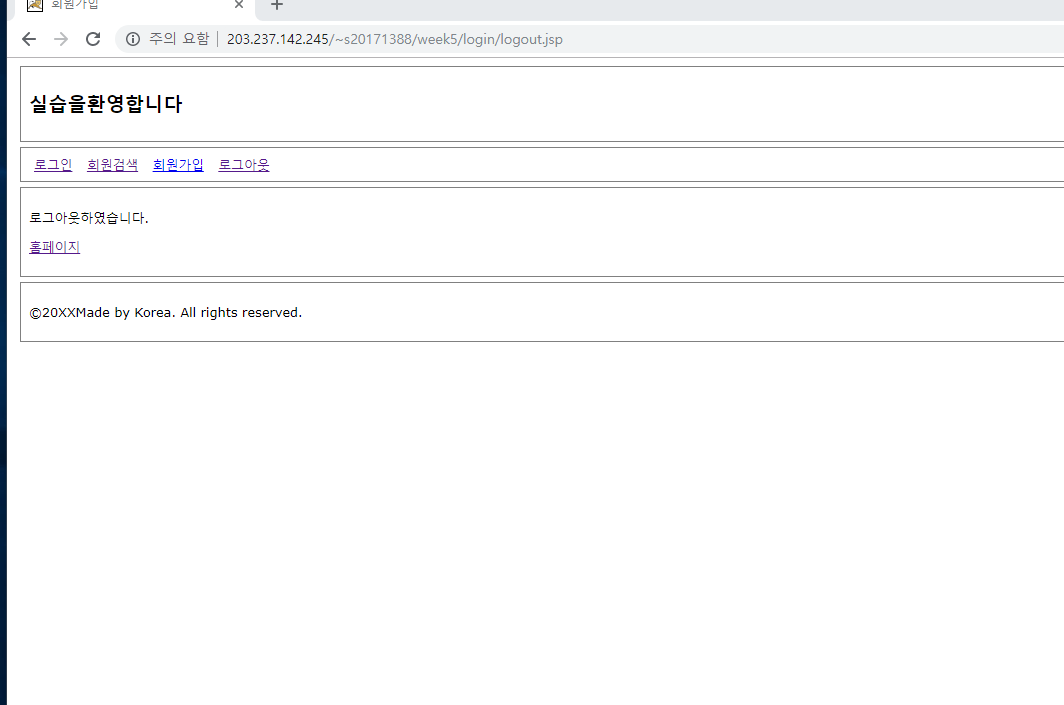 회원가입
주의 요함 | 203.237.142.245/~s20171388/week5/login/logout.jsp
실습을환영합니다
로그인 회원검색 회원가입 로그아웃
로그아웃하였습니다.
홈페이지
©20XXMade by Korea. All rights reserved.